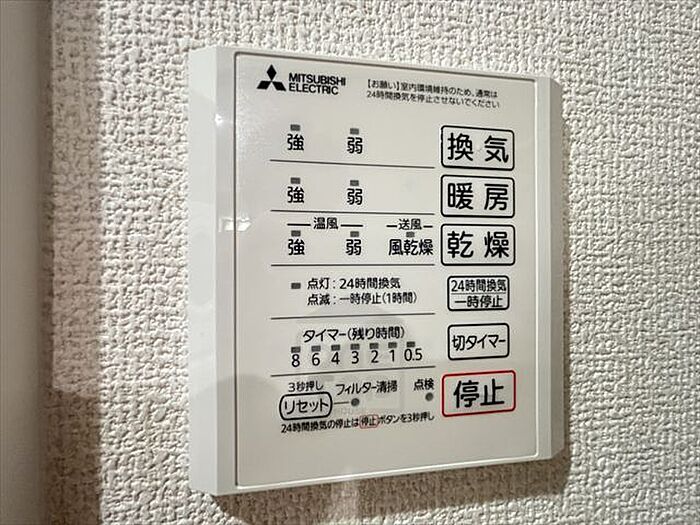 MITSUBISHI
ELECTRIC
【お願い】室内環境維持のため、通常は
24時間換気を停止させないでください
強 弱 換気
強 弱 暖房
温風 送風
強 弱 風乾燥 乾燥
点灯:24時間換気
点滅:一時停止(1時間)
24時間換気
一時停止
タイマー(残り時間)
8 6 4 3 2 1 0.5
切タイマー
3秒押し
リセット フィルター清掃 点検
停止
24時間換気の停止は停止ボタンを3秒押し